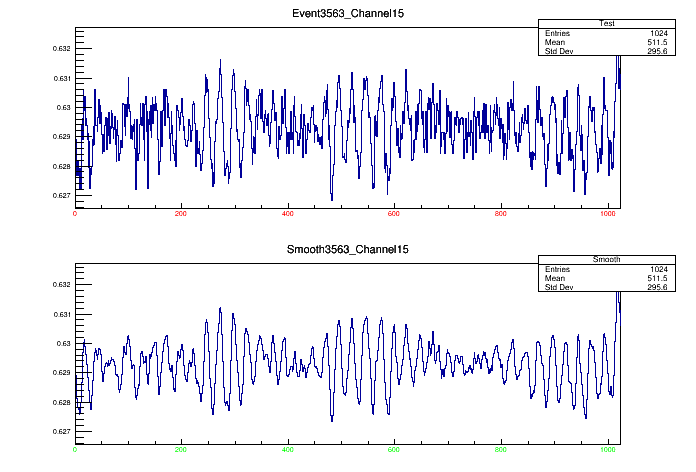 Event3563_Channel15
Test
Entries 1024
Mean 511.5
Std Dev 295.6
0.632
0.631
0.63
0.629
0.628
0.627
0 200 400 600 800 1000
Smooth3563_Channel15
Smooth
Entries 1024
Mean 511.5
Std Dev 295.6
0.632
0.631
0.63
0.629
0.628
0.627
0 200 400 600 800 1000